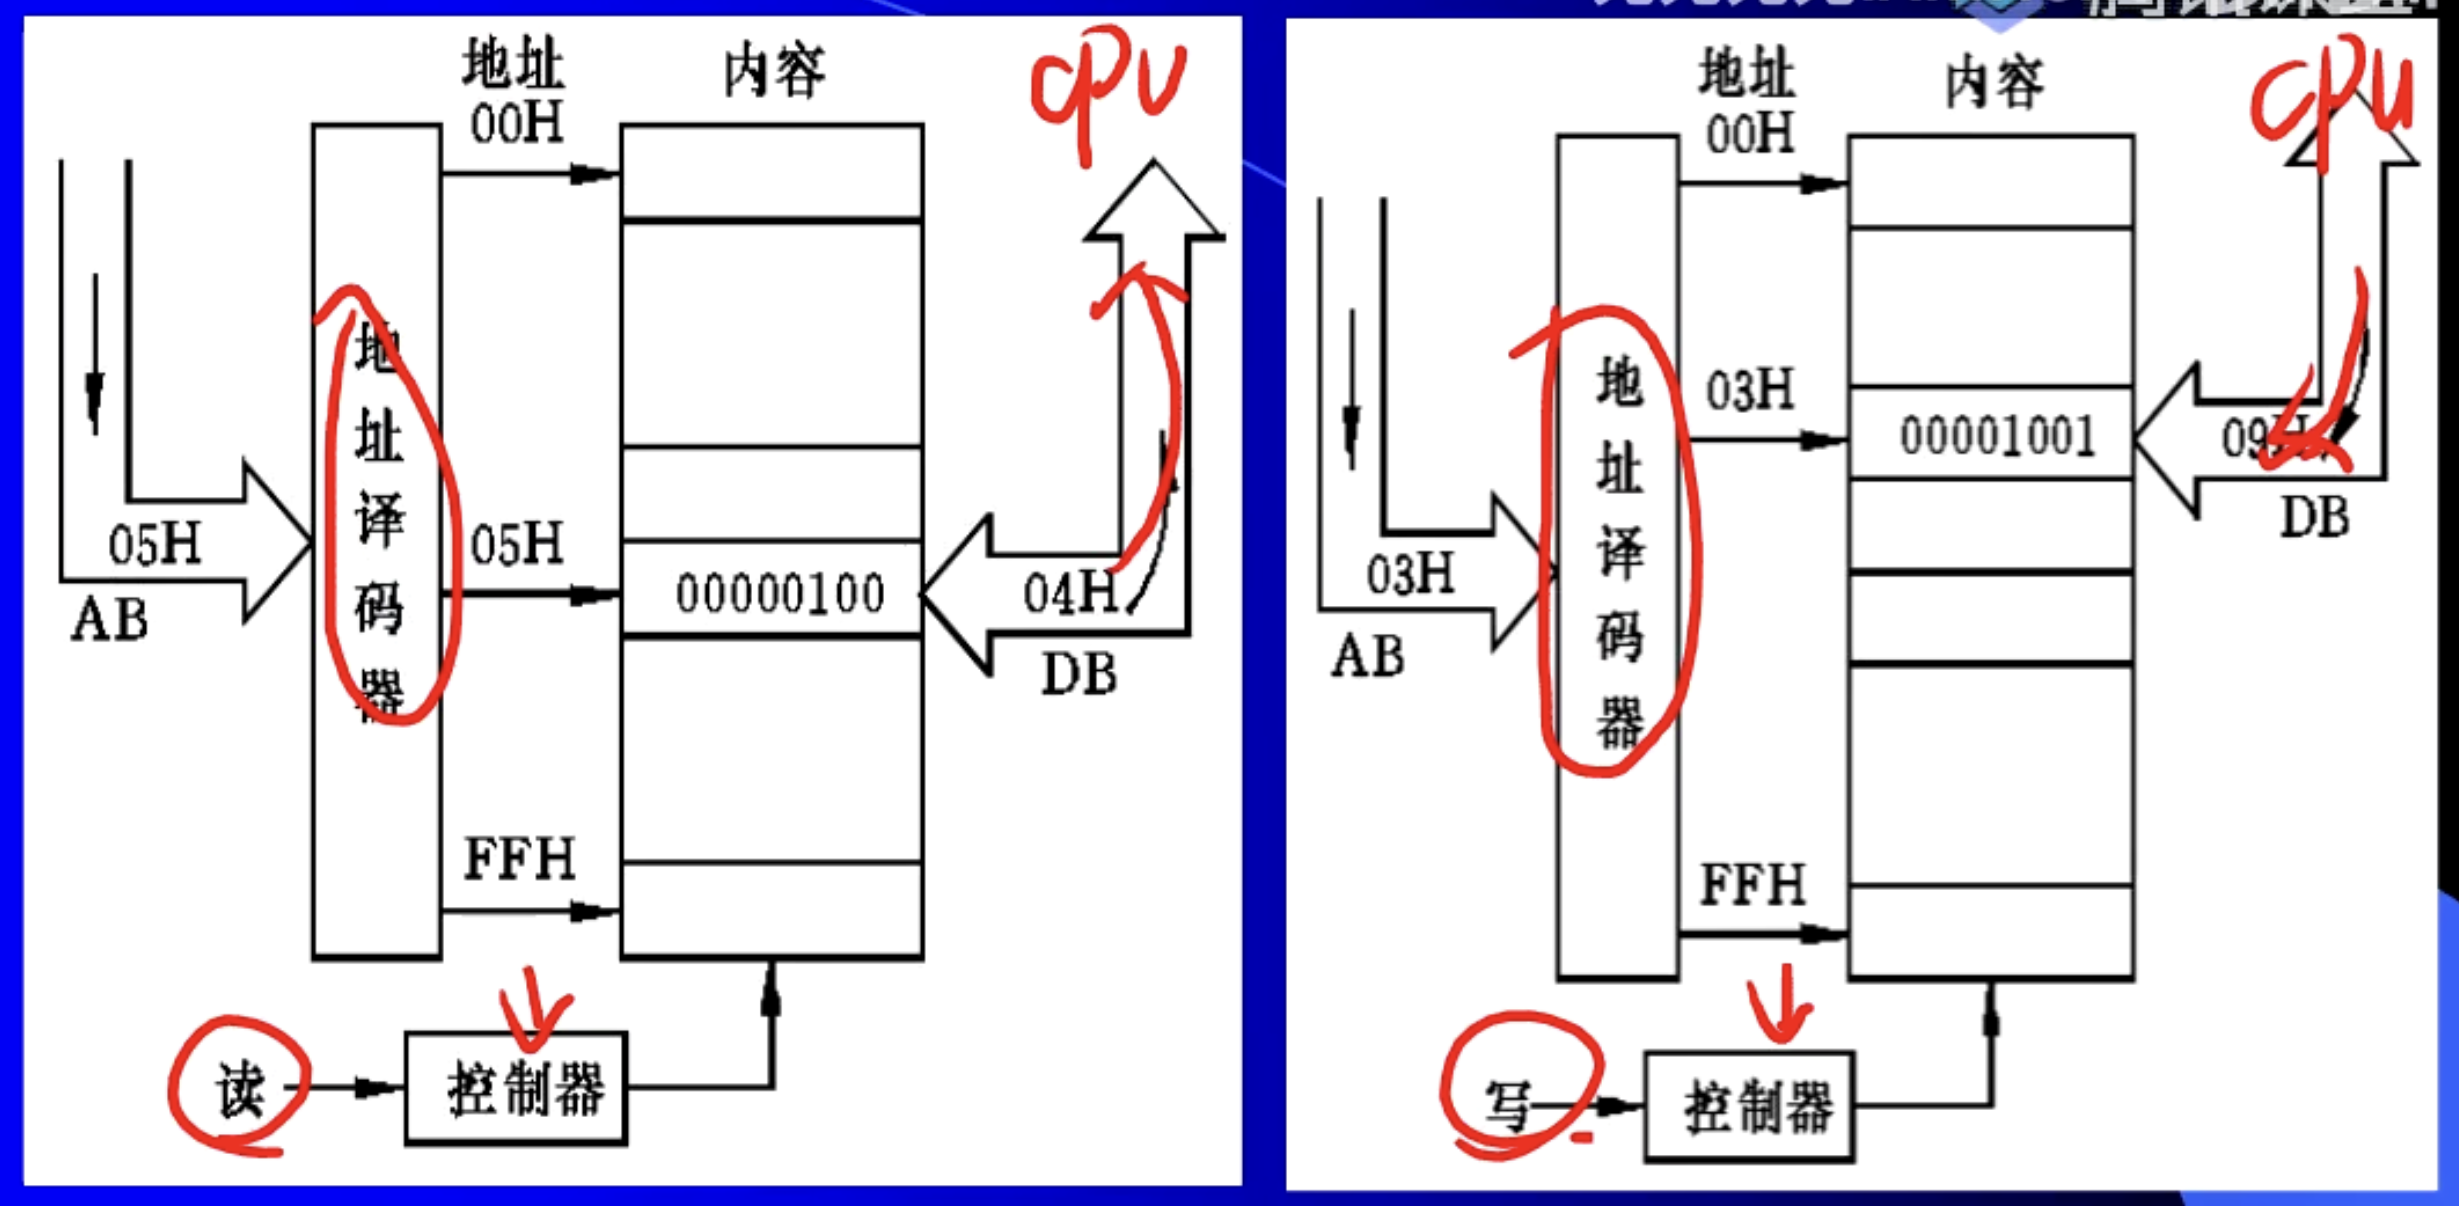 地址
00H
内容
cpu
地址译码器
05H
AB
05H
00000100
04H
DB
FFH
读
控制器
地址
00H
内容
cpu
地址译码器
03H
AB
03H
00001001
09H
DB
FFH
写
控制器